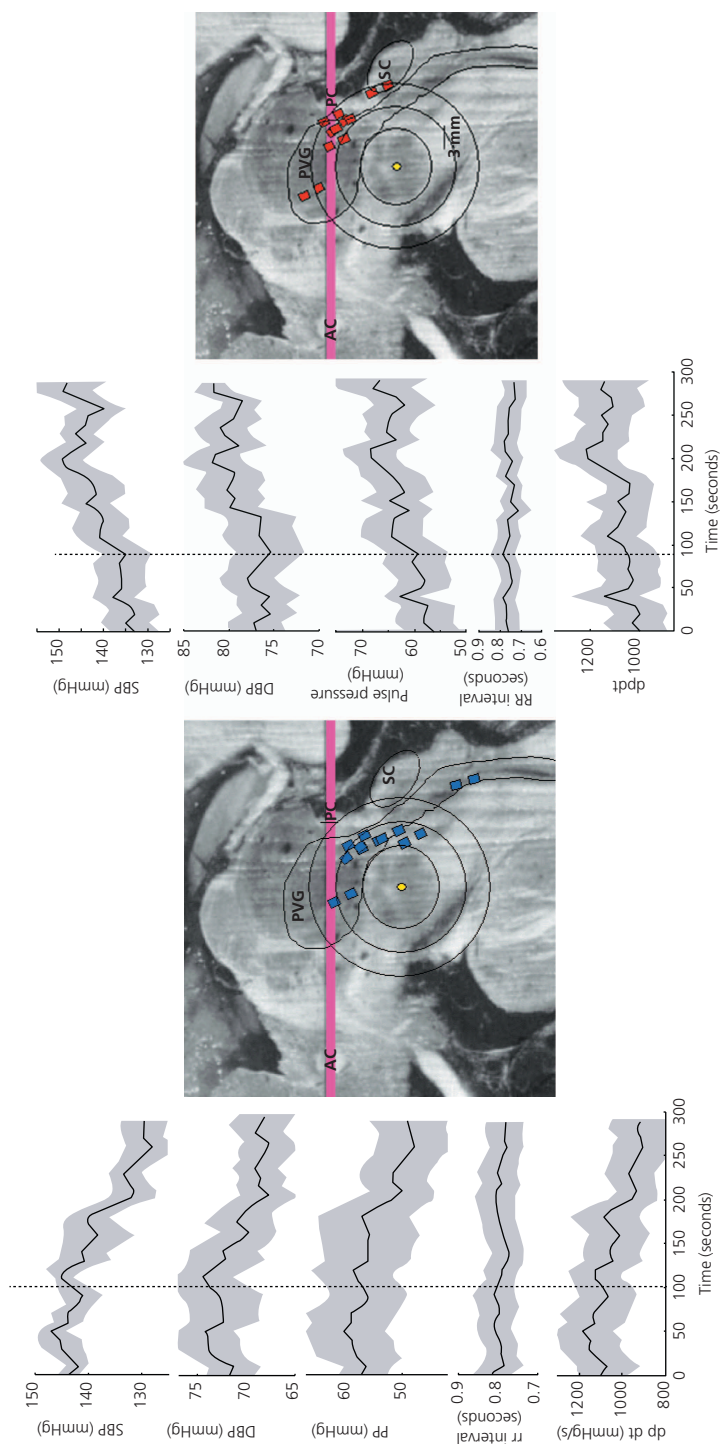 SBP (mmHg)
150
140
130
DBP (mmHg)
75
70
65
PP (mmHg)
60
50
rr interval
(seconds)
0.9
0.8
0.7
dp dt (mmHg/s)
1200
1000
800
0 50 100 150 200 250 300
Time (seconds)
AC
PVG
PC
SC
SBP (mmHg)
150
140
130
DBP (mmHg)
85
80
75
70
Pulse pressure
(mmHg)
80
70
60
50
RR interval
(seconds)
0.9
0.8
0.7
0.6
dpdt
1200
1000
0 50 100 150 200 250 300
Time (seconds)
AC
PVG
PC
SC
3 mm